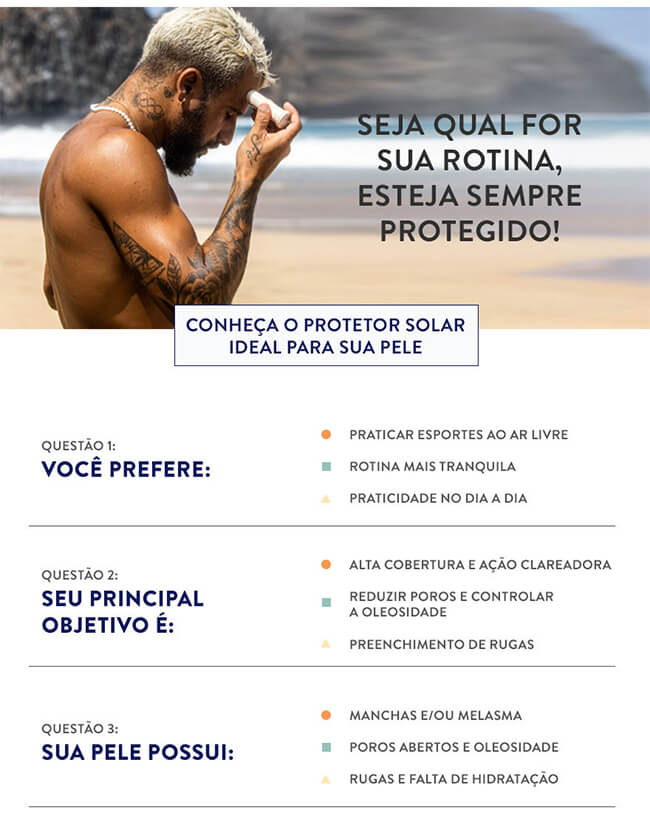 SEJA QUAL FOR
SUA ROTINA,
ESTEJA SEMPRE
PROTEGIDO!
CONHEÇA O PROTETOR SOLAR
IDEAL PARA SUA PELE
QUESTÃO 1:
VOCÊ PREFERE:
PRATICAR ESPORTES AO AR LIVRE
ROTINA MAIS TRANQUILA
PRATICIDADE NO DIA A DIA
QUESTÃO 2:
SEU PRINCIPAL
OBJETIVO É:
ALTA COBERTURA E AÇÃO CLAREADORA
REDUZIR POROS E CONTROLAR
A OLEOSIDADE
PREENCHIMENTO DE RUGAS
QUESTÃO 3:
SUA PELE POSSUI:
MANCHAS E/OU MELASMA
POROS ABERTOS E OLEOSIDADE
RUGAS E FALTA DE HIDRATAÇÃO